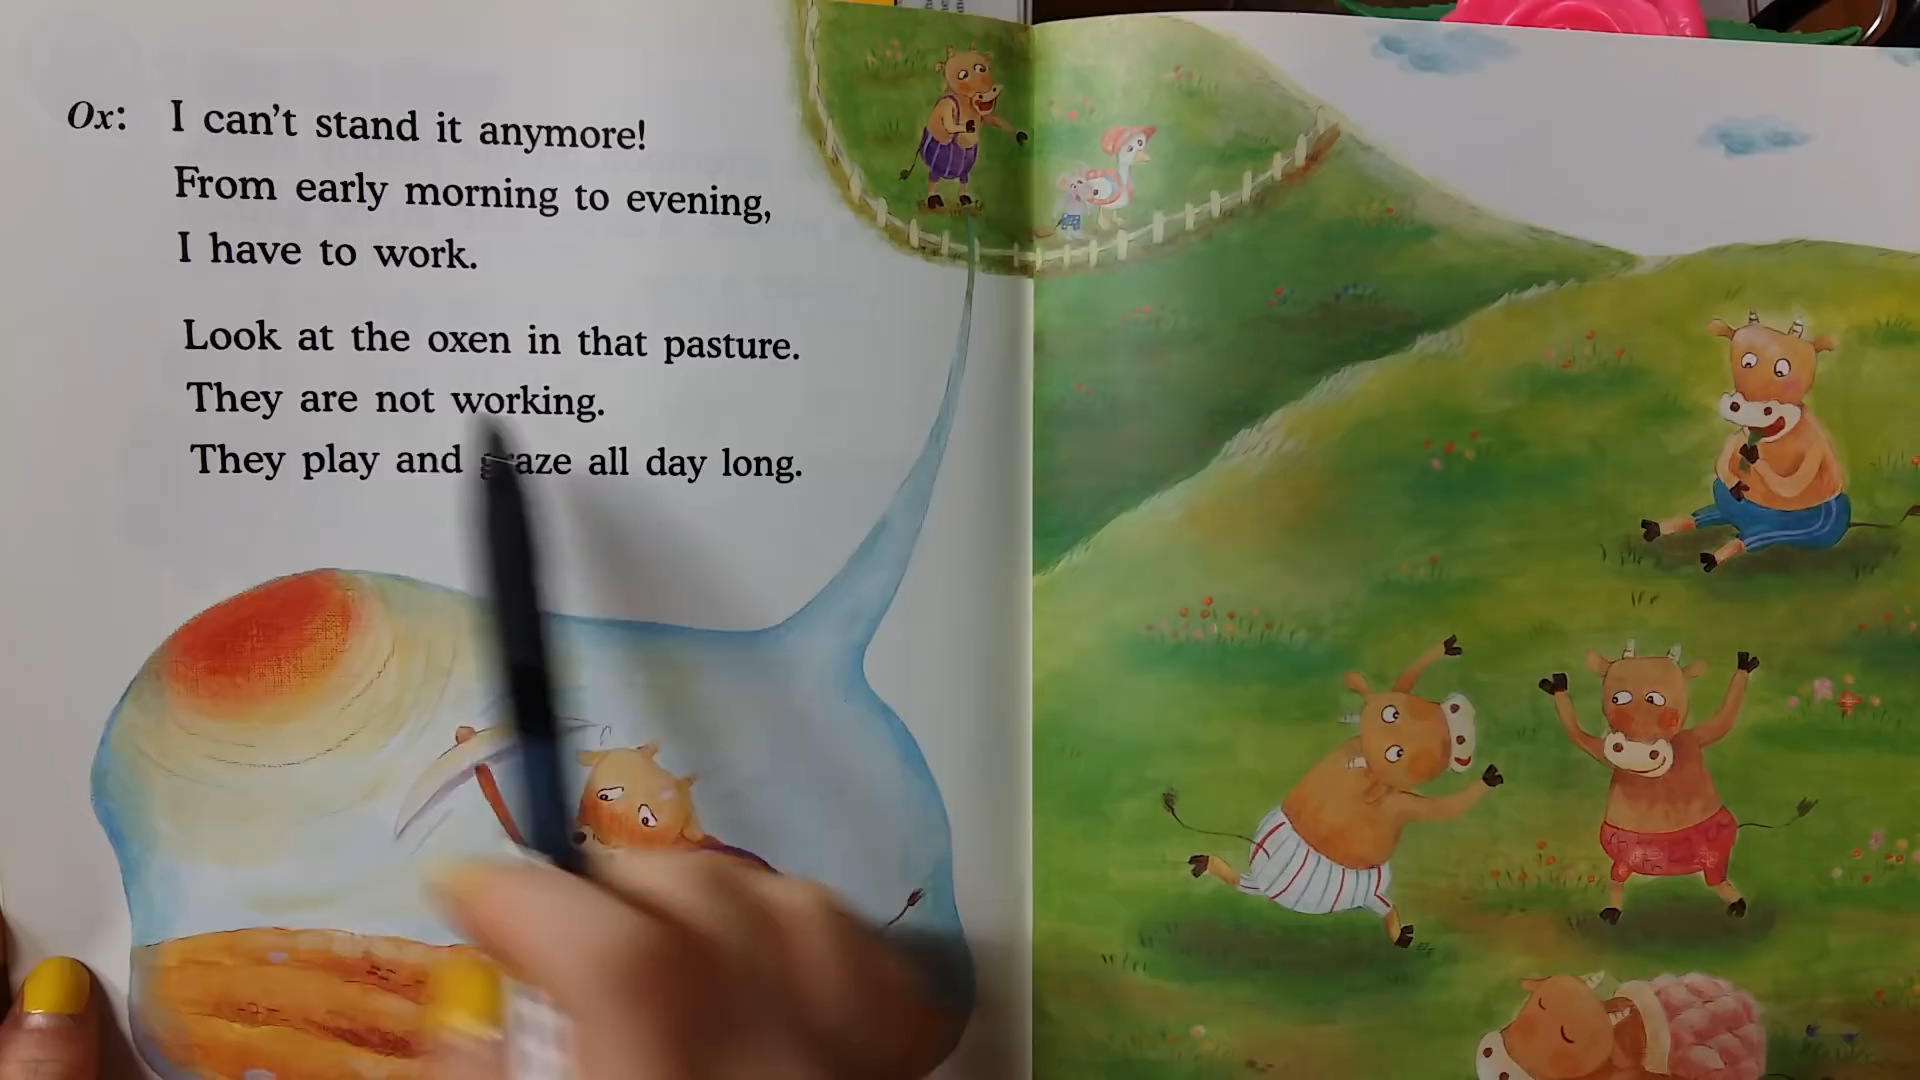 Ox: I can't stand it anymore!
From early morning to evening,
I have to work.
Look at the oxen in that pasture.
They are not working.
They play and graze all day long.